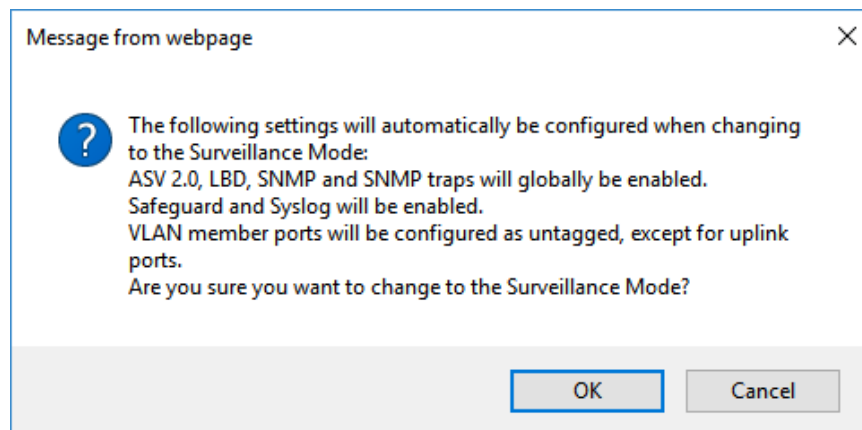 Message from webpage
The following settings will automatically be configured when changing
to the Surveillance Mode:
ASV 2.0, LBD, SNMP and SNMP traps will globally be enabled.
Safeguard and Syslog will be enabled.
VLAN member ports will be configured as untagged, except for uplink
ports.
Are you sure you want to change to the Surveillance Mode?
OK
Cancel